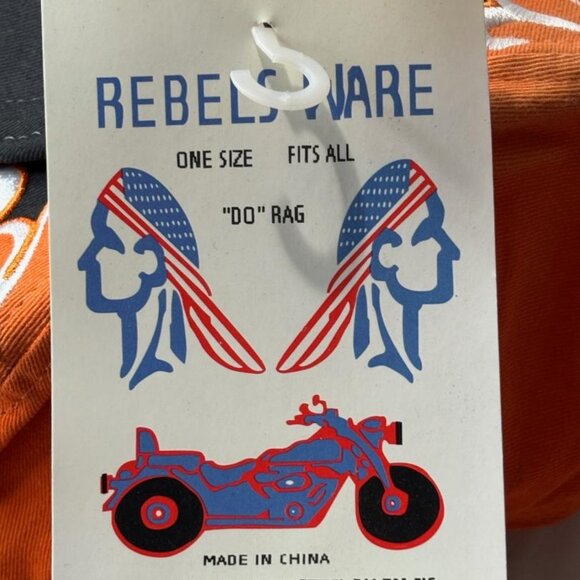 REBELS WARE
ONE SIZE FITS ALL
"DO" RAG
MADE IN CHINA